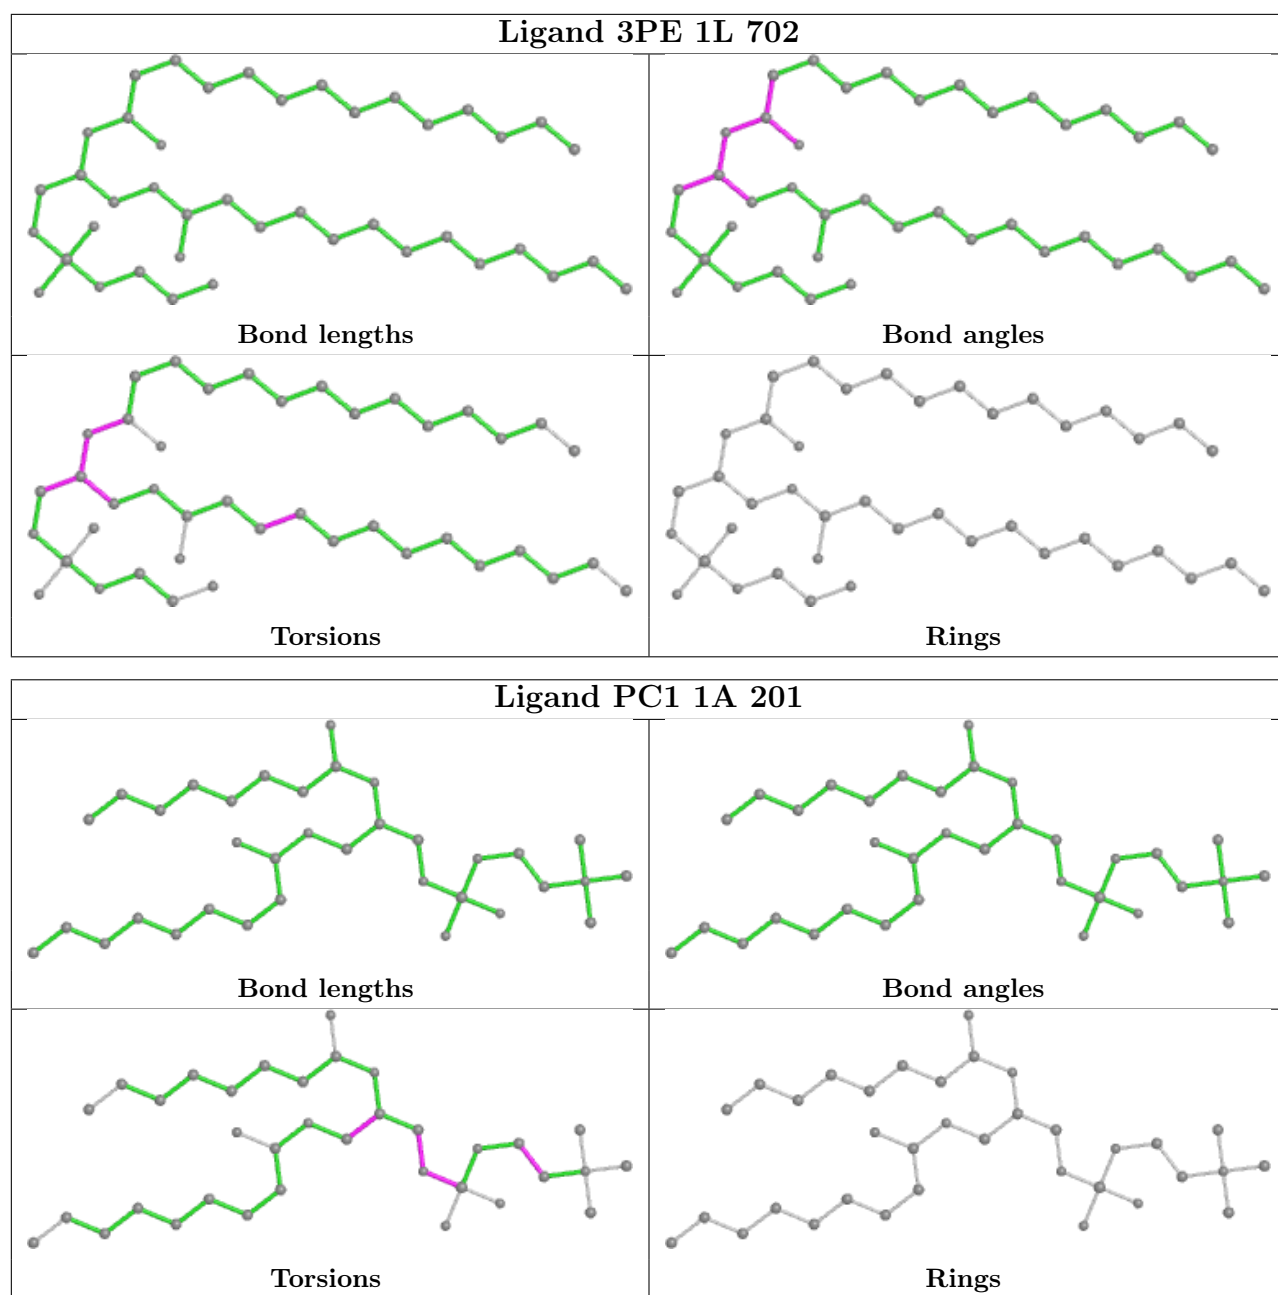 Ligand 3PE 1L 702
Bond lengths
Bond angles
Torsions
Rings
Ligand PC1 1A 201
Bond lengths
Bond angles
Torsions
Rings